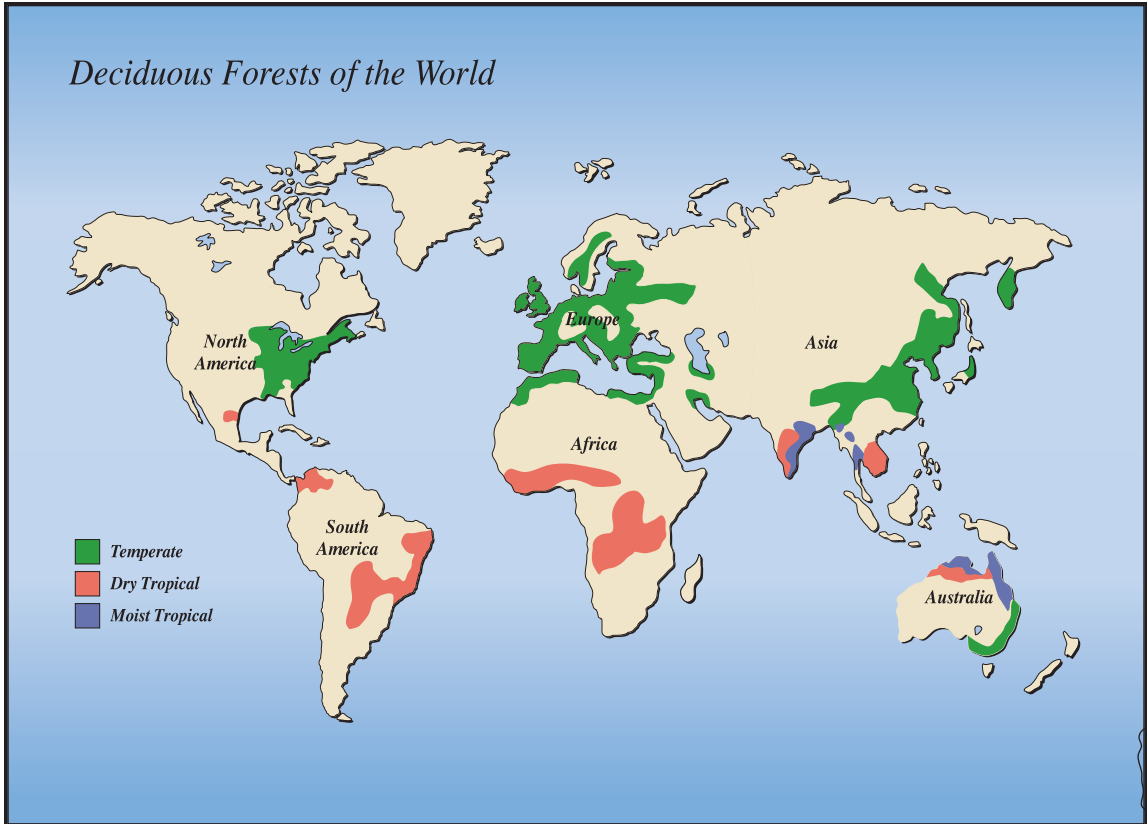 Deciduous Forests of the World
North
America
Europe
Asia
Africa
South
America
Australia
Temperate
Dry Tropical
Moist Tropical